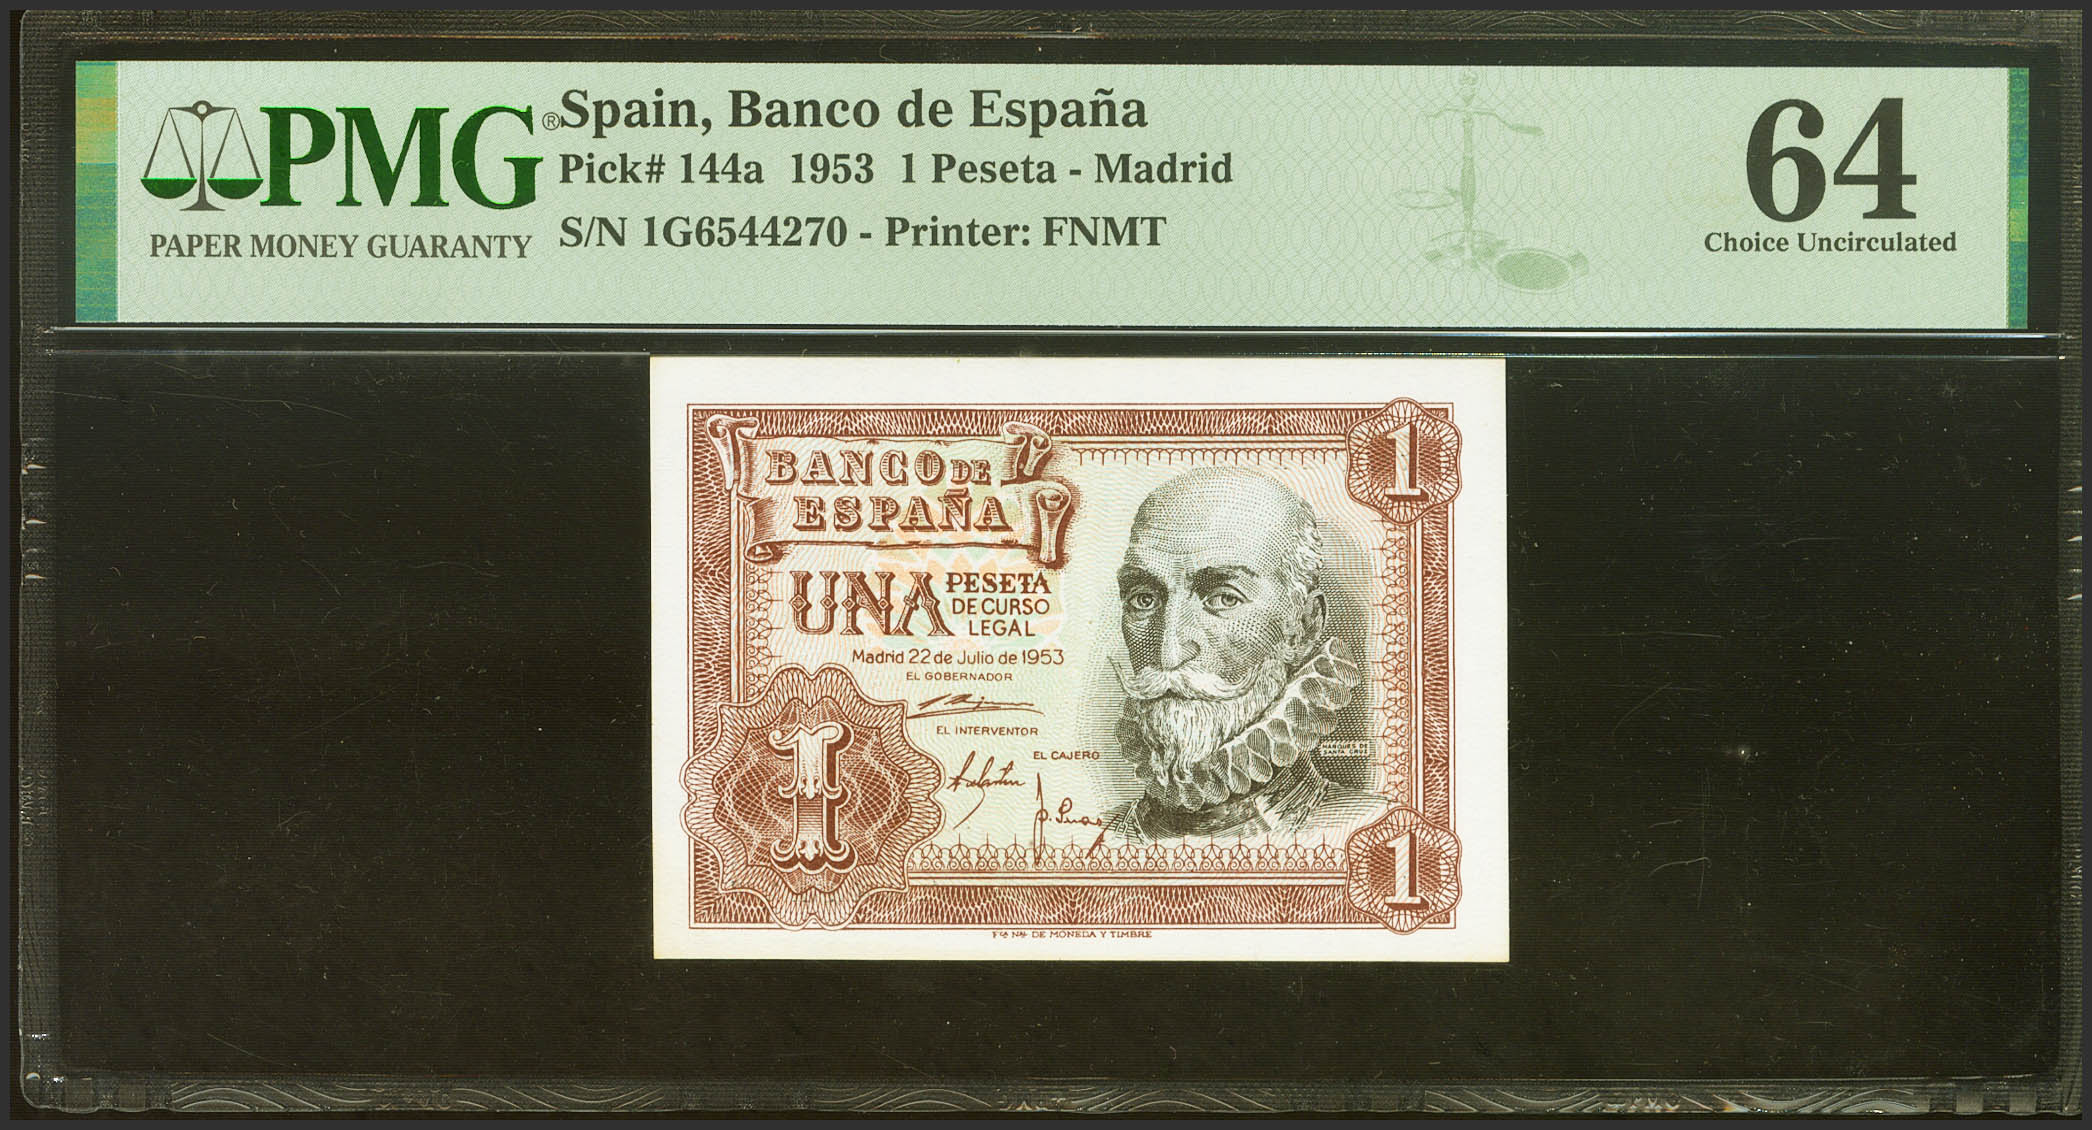 PMG®
PAPER MONEY GUARANTY
Spain, Banco de España
Pick# 144a 1953 1 Peseta - Madrid
S/N 1G6544270 - Printer: FNMT
64
Choice Uncirculated
BANCO DE
ESPAÑA
1
UNA PESETA
DE CURSO
LEGAL
Madrid 22 de Julio de 1953
EL GOBERNADOR
EL INTERVENTOR
EL CAJERO
MARQUES DE
SANTA CRUZ
1
1
Fca Nal DE MONEDA Y TIMBRE